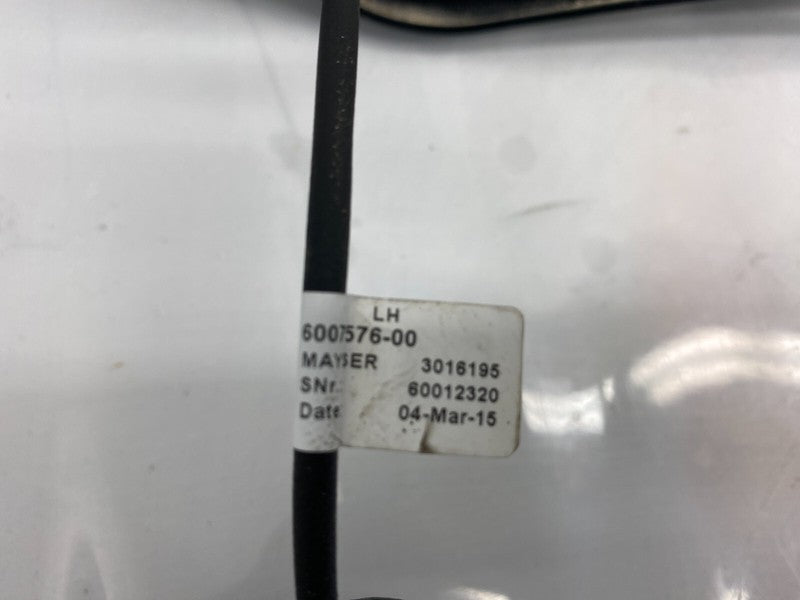 LH
6007576-00
MAYSER 3016195
SNr.: 60012320
Date 04-Mar-15